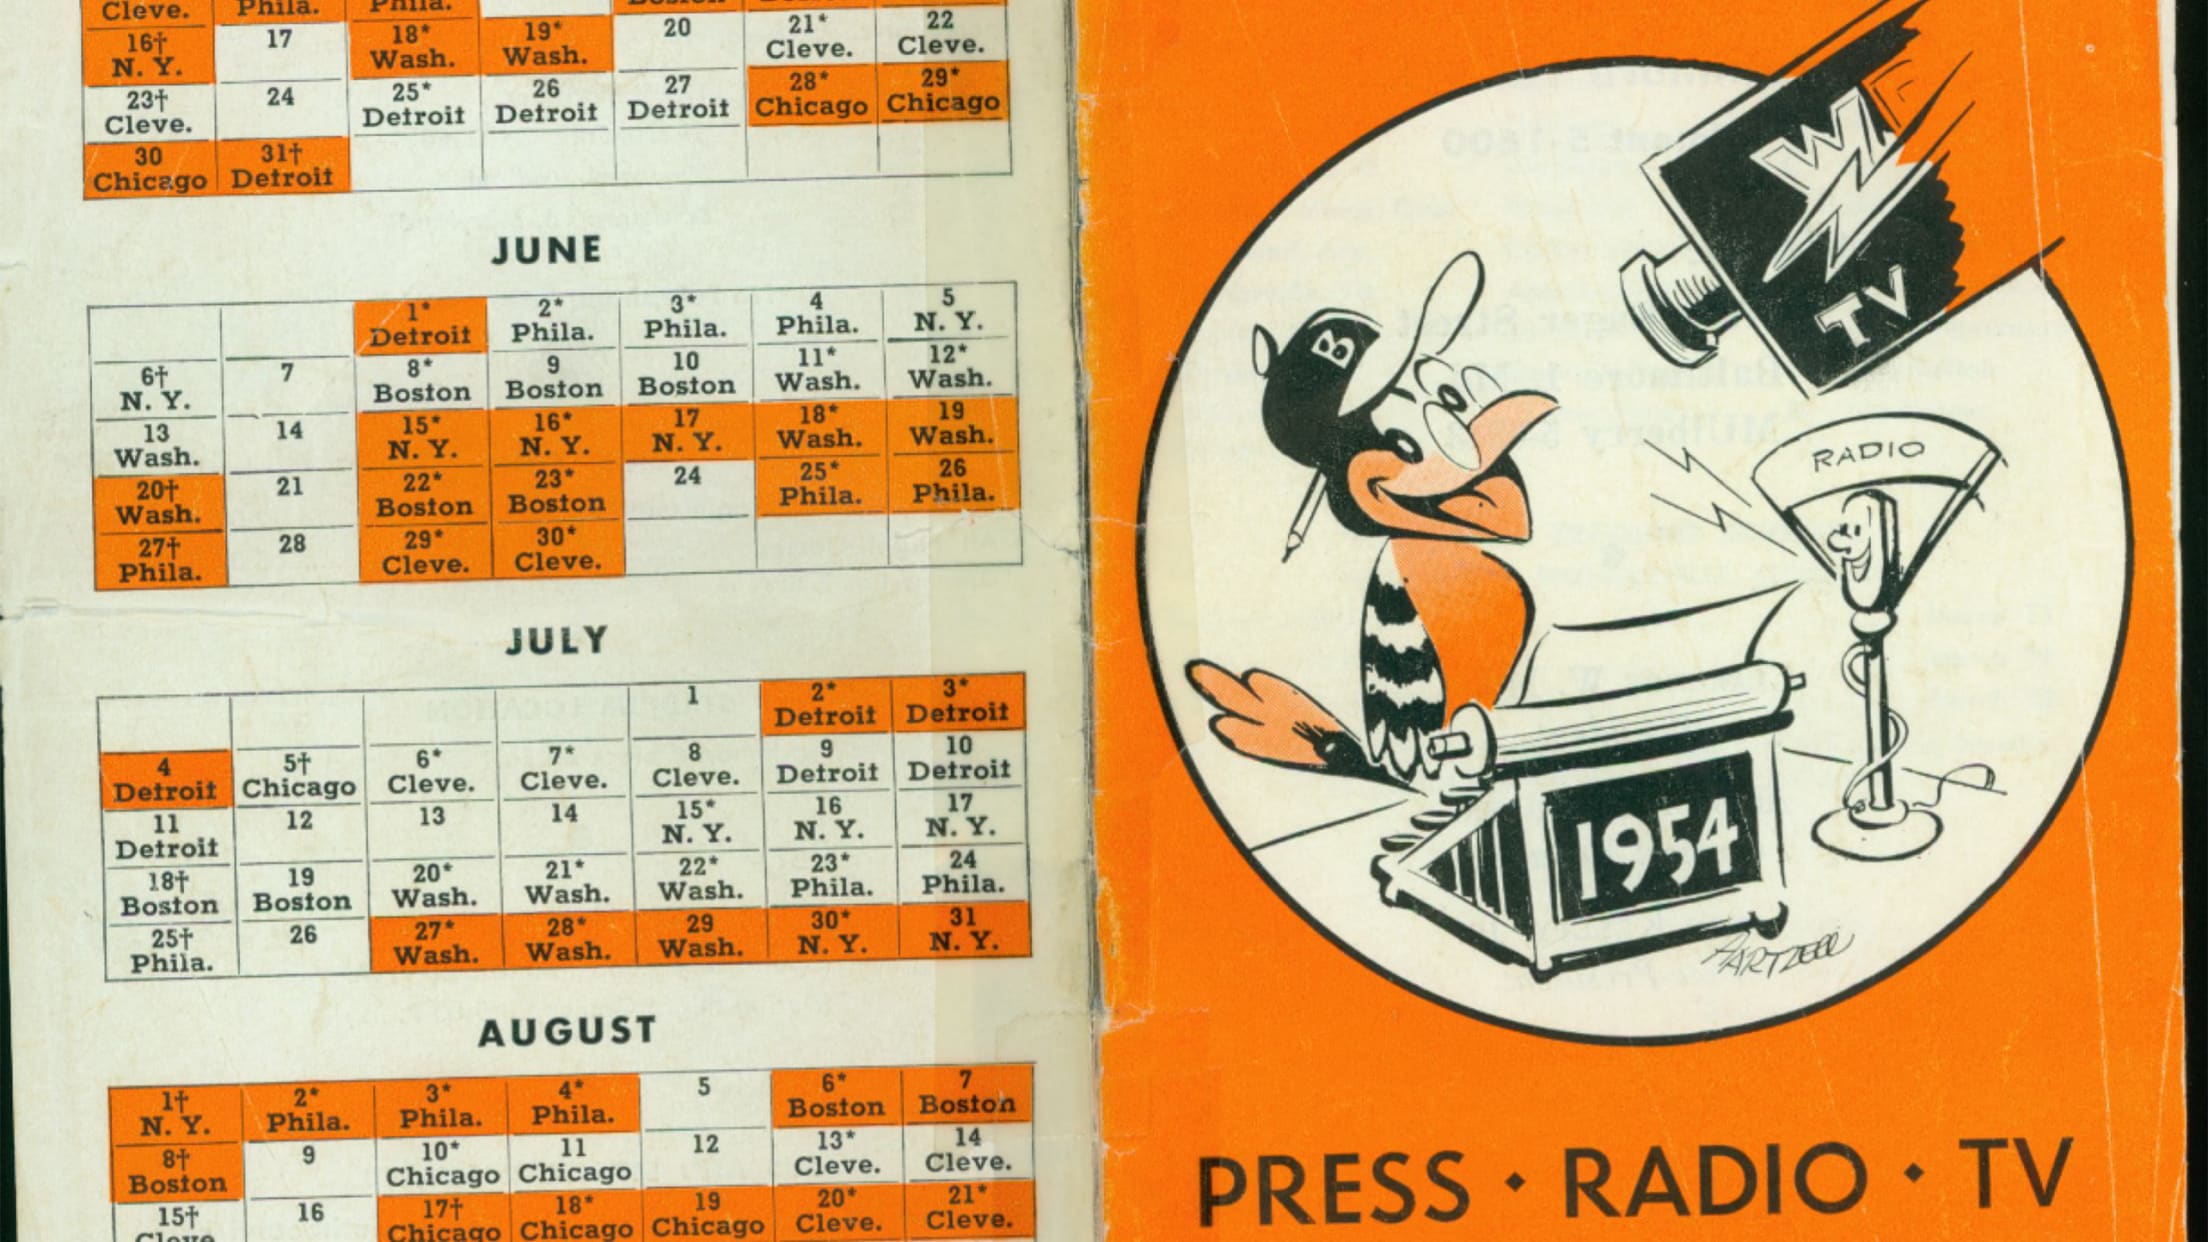 Cleve. Phila. Phila. Boston
16† 17 18* 19* 20 21* 22
N. Y. Wash. Wash. Cleve. Cleve.
23† 24 25* 26 27 28* 29*
Cleve. Detroit Detroit Detroit Chicago Chicago
30 31†
Chicago Detroit
JUNE
1* 2* 3* 4 5
Detroit Phila. Phila. Phila. N. Y.
6† 7 8* 9 10 11* 12*
N. Y. Boston Boston Boston Wash. Wash.
13 14 15* 16* 17 18* 19
Wash. N. Y. N. Y. N. Y. Wash. Wash.
20† 21 22* 23* 24 25* 26
Wash. Boston Boston Phila. Phila.
27† 28 29* 30*
Phila. Cleve. Cleve.
JULY
1 2* 3*
Detroit Detroit
4 5† 6* 7* 8 9 10
Detroit Chicago Cleve. Cleve. Cleve. Detroit Detroit
11 12 13 14 15* 16 17
Detroit N. Y. N. Y. N. Y.
18† 19 20* 21* 22* 23* 24
Boston Boston Wash. Wash. Wash. Phila. Phila.
25† 26 27* 28* 29 30* 31
Phila. Wash. Wash. Wash. N. Y. N. Y.
AUGUST
1† 2* 3* 4* 5 6* 7
N. Y. Phila. Phila. Phila. Boston Boston
8† 9 10* 11 12 13* 14
Boston Chicago Chicago Cleve. Cleve.
15† 16 17† 18* 19 20* 21*
Cleve. Chicago Chicago Chicago Cleve. Cleve.
TV
B
RADIO
1954
HARTZELL
PRESS • RADIO • TV